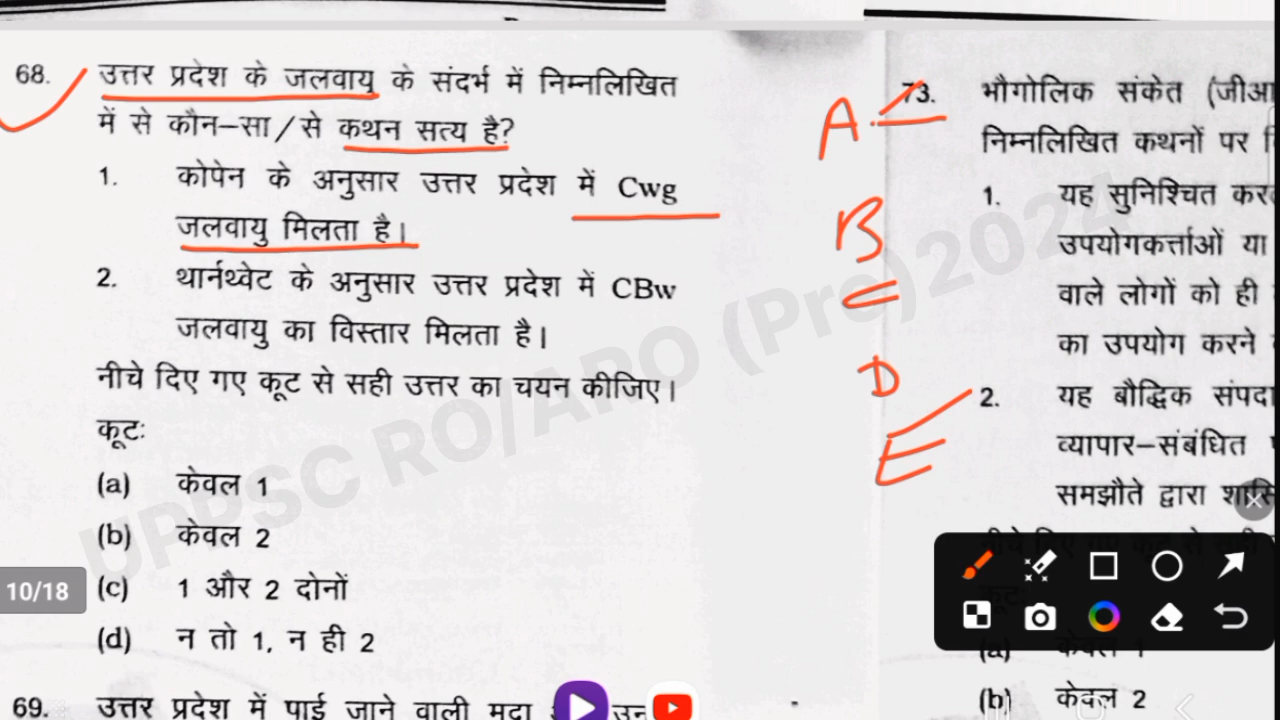 68. उत्तर प्रदेश के जलवायु के संदर्भ में निम्नलिखित
में से कौन-सा/से कथन सत्य है?
1. कोपेन के अनुसार उत्तर प्रदेश में Cwg
जलवायु मिलता है।
2. थार्नथ्वेट के अनुसार उत्तर प्रदेश में CBw
जलवायु का विस्तार मिलता है।
नीचे दिए गए कूट से सही उत्तर का चयन कीजिए।
कूटः
(a) केवल 1
(b) केवल 2
(c) 1 और 2 दोनों
(d) न तो 1, न ही 2
69. उत्तर प्रदेश में पाई जाने वाली
10/18
UPPSC RO/ARO (Pre) 2024
A
B
D
E
73. भौगोलिक संकेत (जीआ
निम्नलिखित कथनों पर
1. यह सुनिश्चित
उपयोगकर्त्ताओं या
वाले लोगों को ही
का उपयोग करने
2. यह बौद्धिक संपदा
व्यापार-संबंधित
समझौते द्वारा
नीचे दिए गए कूट
कूटः
(a) केवल 1
(b) केवल 2